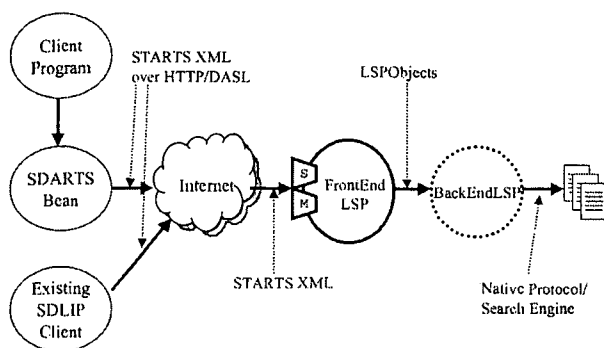 Client
Program
STARTS XML
over HTTP/DASL
LSPObjects
SDARTS
Bean
Internet
S
M
FrontEnd
LSP
BackEndLSP
STARTS XML
Existing
SDLIP
Client
Native Protocol/
Search Engine